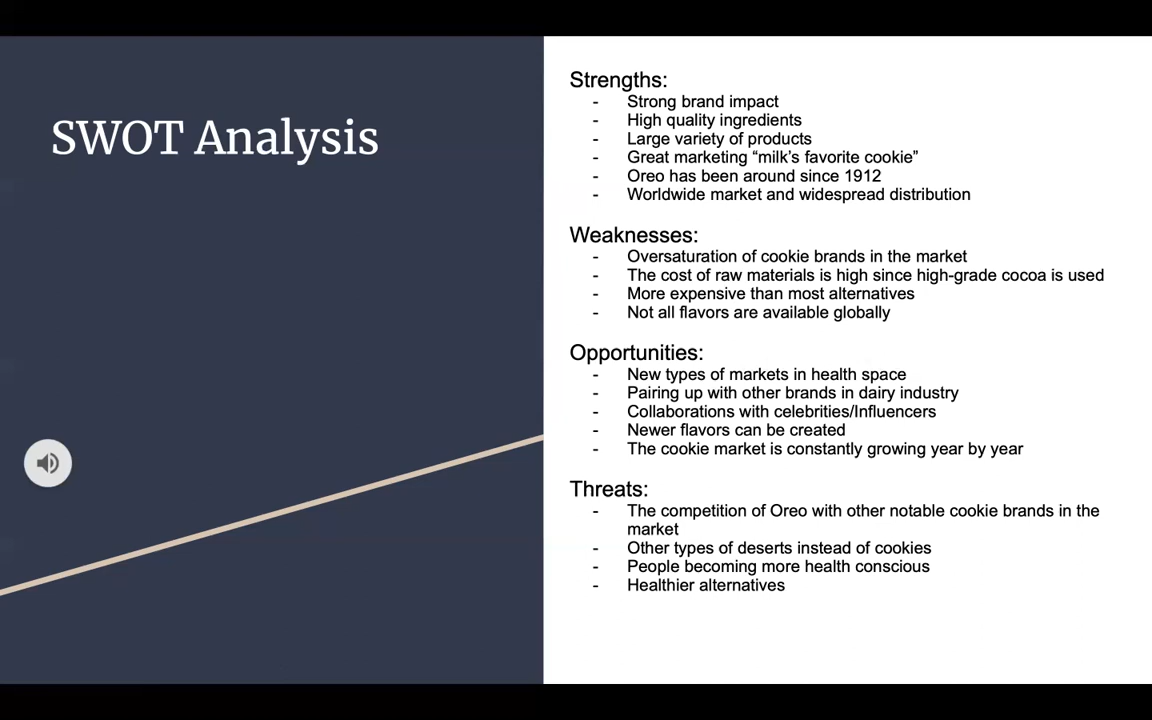 SWOT Analysis
Strengths:
- Strong brand impact
- High quality ingredients
- Large variety of products
- Great marketing “milk’s favorite cookie”
- Oreo has been around since 1912
- Worldwide market and widespread distribution
Weaknesses:
- Oversaturation of cookie brands in the market
- The cost of raw materials is high since high-grade cocoa is used
- More expensive than most alternatives
- Not all flavors are available globally
Opportunities:
- New types of markets in health space
- Pairing up with other brands in dairy industry
- Collaborations with celebrities/Influencers
- Newer flavors can be created
- The cookie market is constantly growing year by year
Threats:
- The competition of Oreo with other notable cookie brands in the
market
- Other types of deserts instead of cookies
- People becoming more health conscious
- Healthier alternatives